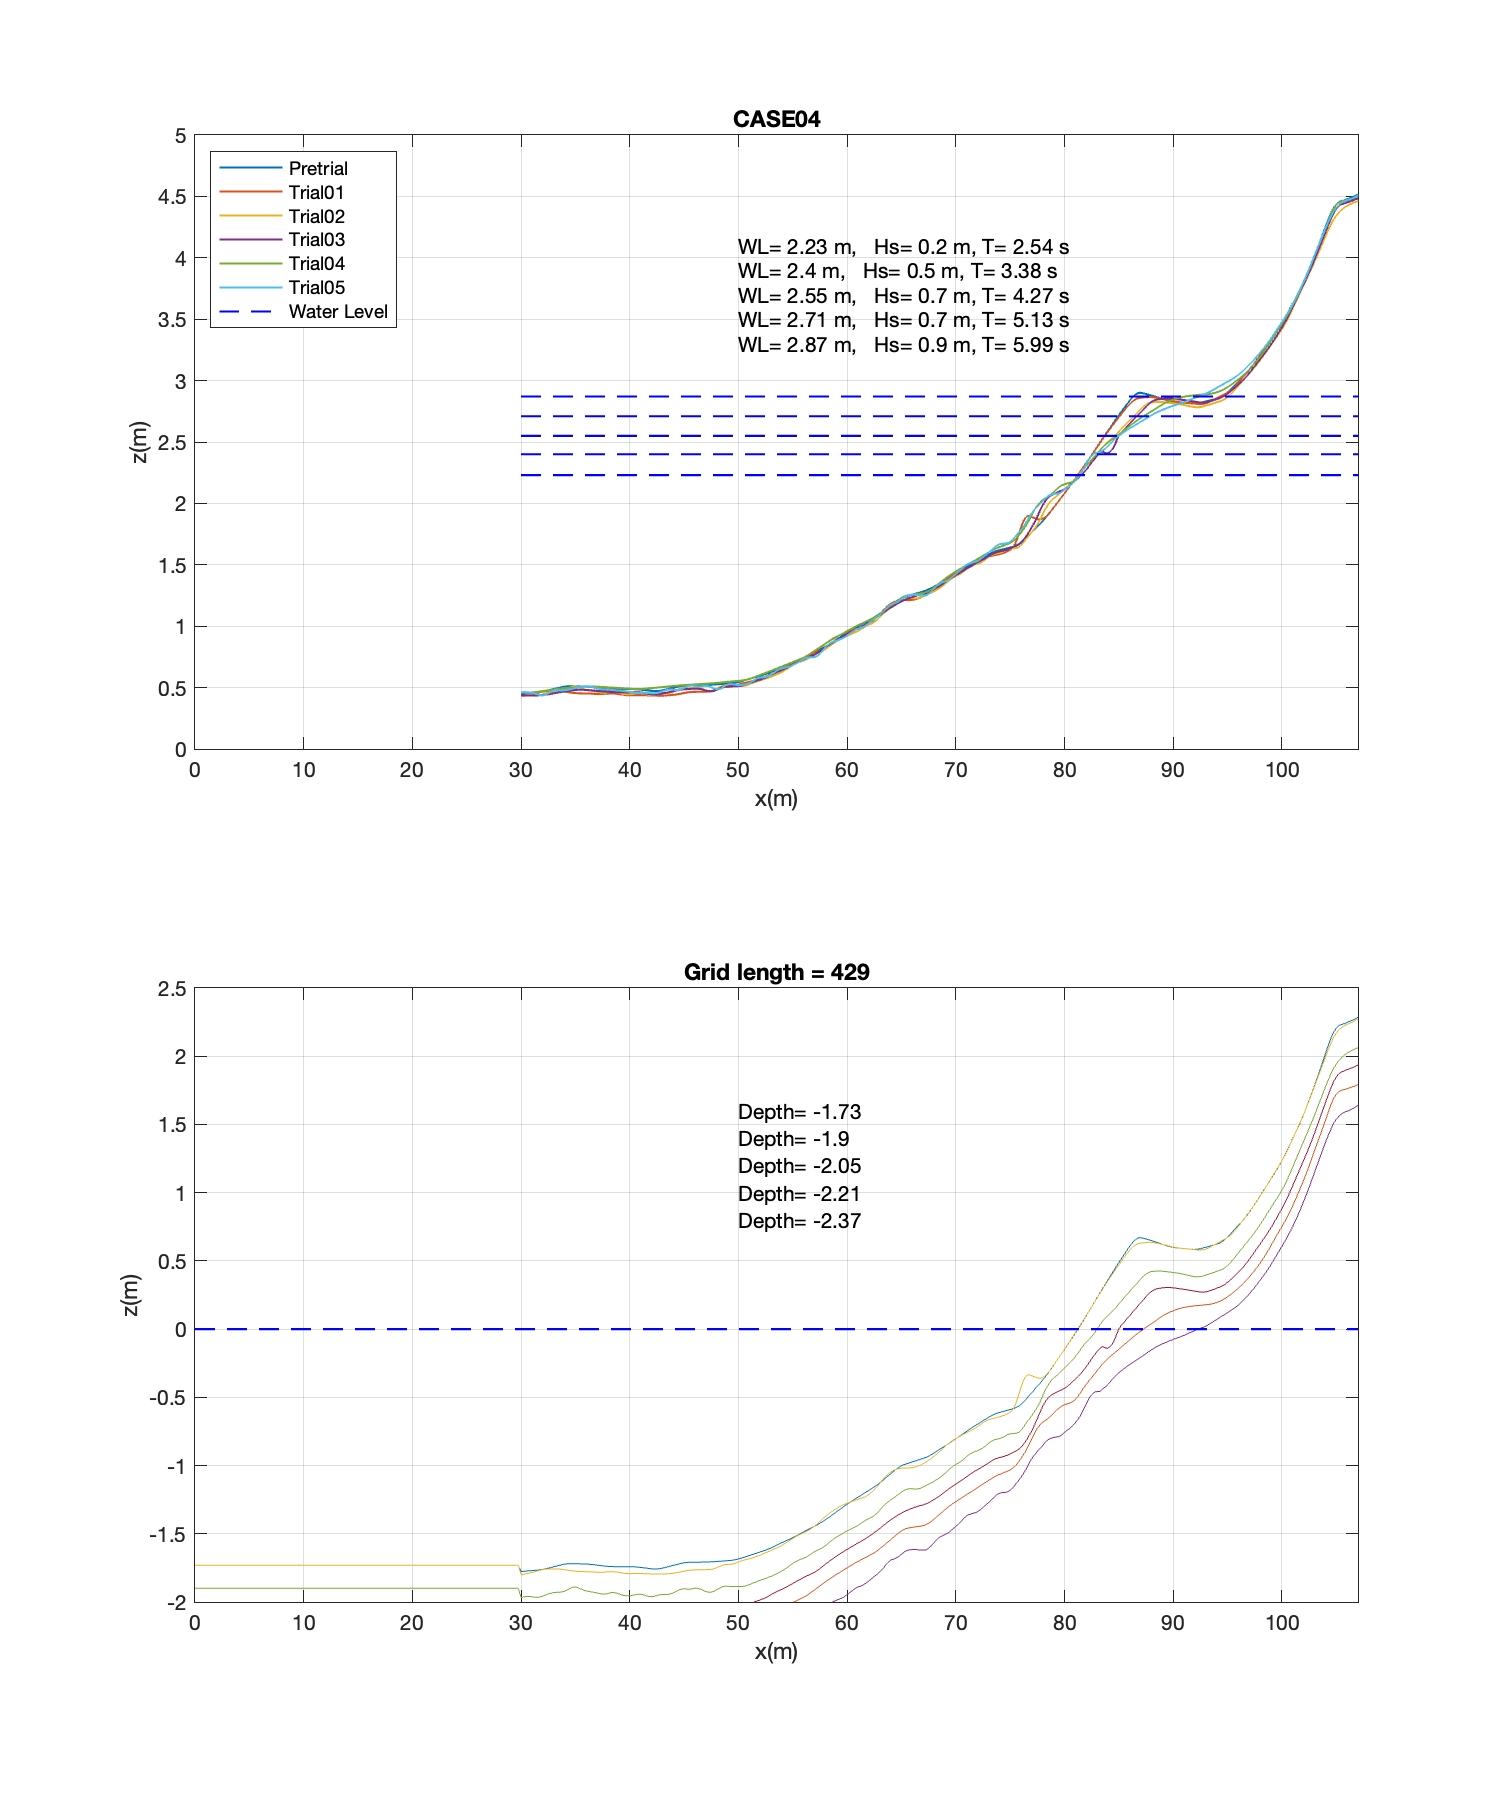 CASE04
5
4.5
4
3.5
3
2.5
2
1.5
1
0.5
0
z(m)
Pretrial
Trial01
Trial02
Trial03
Trial04
Trial05
Water Level
WL= 2.23 m,   Hs= 0.2 m, T= 2.54 s
WL= 2.4 m,   Hs= 0.5 m, T= 3.38 s
WL= 2.55 m,   Hs= 0.7 m, T= 4.27 s
WL= 2.71 m,   Hs= 0.7 m, T= 5.13 s
WL= 2.87 m,   Hs= 0.9 m, T= 5.99 s
0 10 20 30 40 50 60 70 80 90 100
x(m)
Grid length = 429
2.5
2
1.5
1
0.5
0
-0.5
-1
-1.5
-2
z(m)
Depth= -1.73
Depth= -1.9
Depth= -2.05
Depth= -2.21
Depth= -2.37
0 10 20 30 40 50 60 70 80 90 100
x(m)